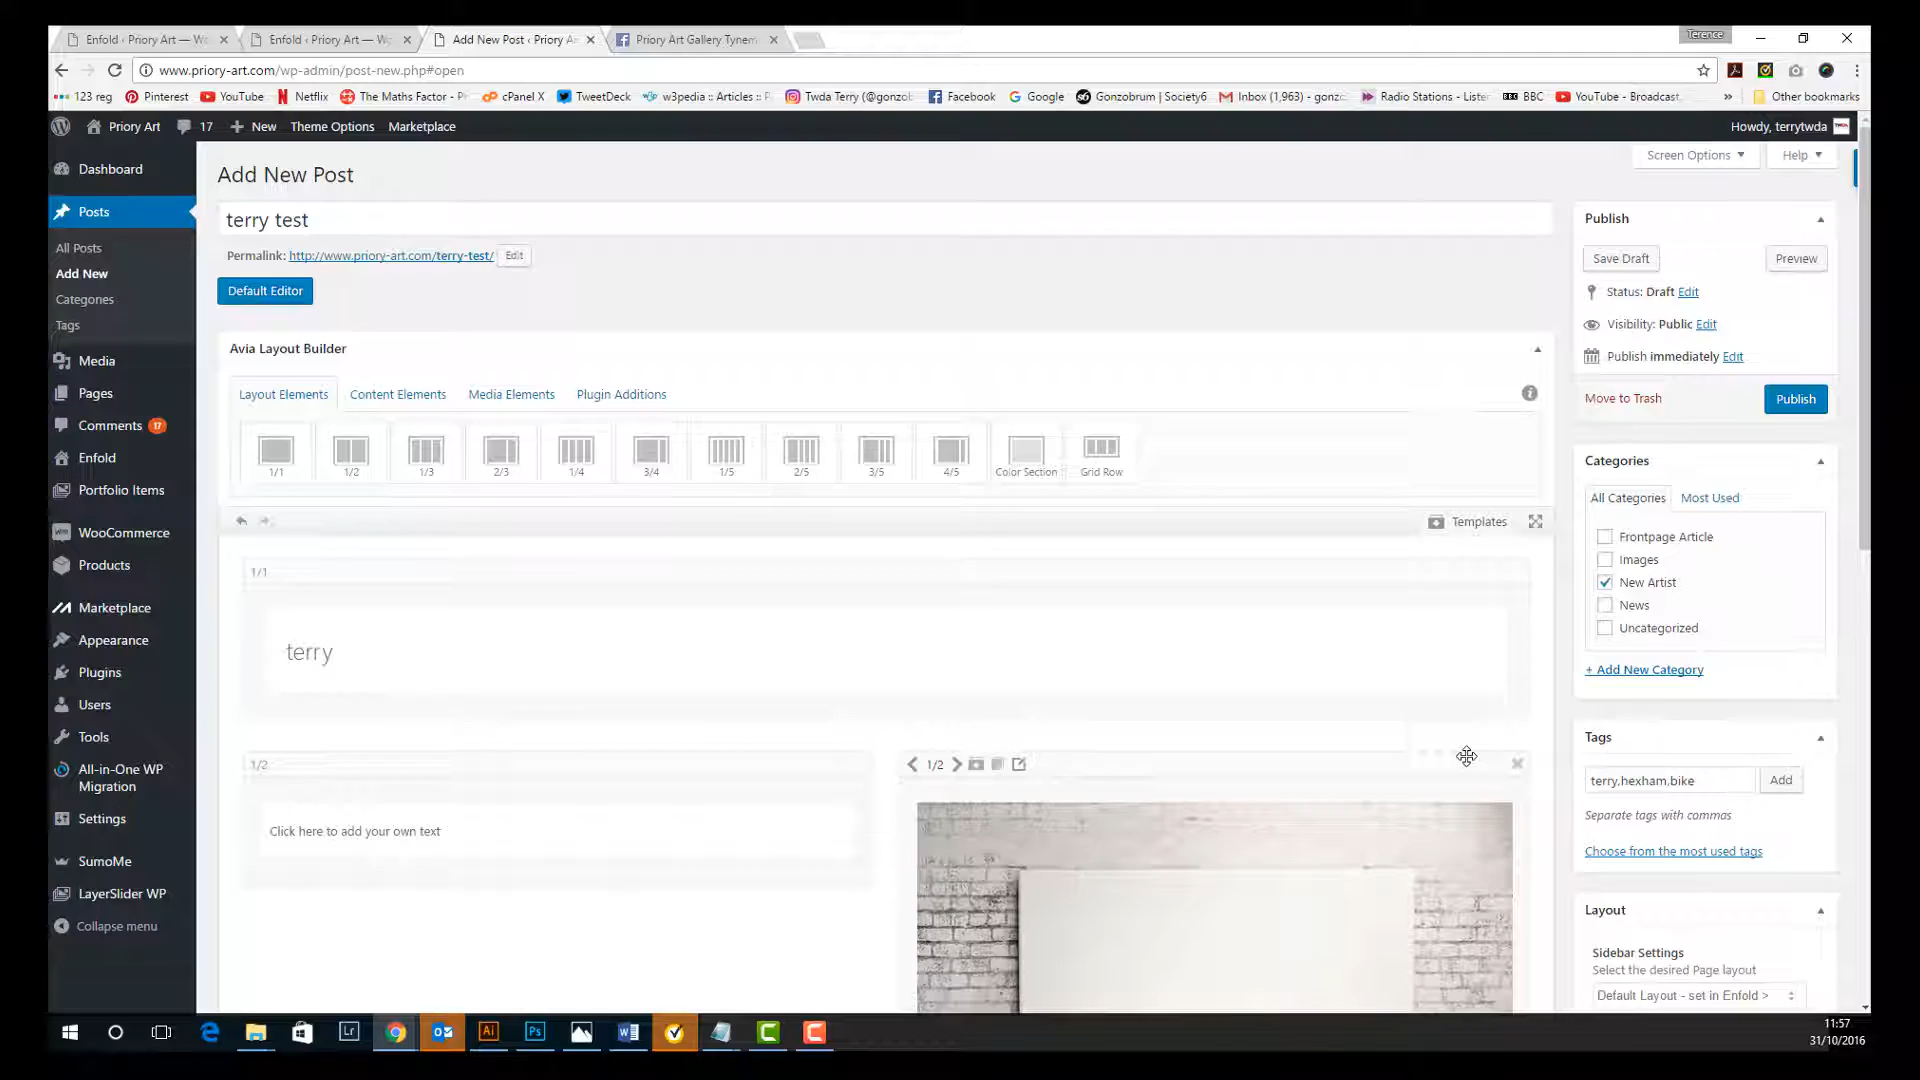 Enfold ‹ Priory Art — Wo
Enfold ‹ Priory Art — Wo
Add New Post ‹ Priory Ar
Priory Art Gallery Tynem
Terence
www.priory-art.com/wp-admin/post-new.php#open
123 reg
Pinterest
YouTube
Netflix
The Maths Factor - P
cPanel X
TweetDeck
w3pedia :: Articles :: P
Twda Terry (@gonzol
Facebook
Google
Gonzobrum | Society6
Inbox (1,963) - gonzo
Radio Stations - Liste
BBC
YouTube - Broadcast
»
Other bookmarks
Priory Art
17
New
Theme Options
Marketplace
Howdy, terrytwda
Dashboard
Posts
All Posts
Add New
Categories
Tags
Media
Pages
Comments 17
Enfold
Portfolio Items
WooCommerce
Products
Marketplace
Appearance
Plugins
Users
Tools
All-in-One WP
Migration
Settings
SumoMe
LayerSlider WP
Collapse menu
Screen Options
Help
Add New Post
terry test
Permalink: http://www.priory-art.com/terry-test/ Edit
Default Editor
Avia Layout Builder
Layout Elements
Content Elements
Media Elements
Plugin Additions
1/1
1/2
1/3
2/3
1/4
3/4
1/5
2/5
3/5
4/5
Color Section
Grid Row
Templates
1/1
terry
1/2
Click here to add your own text
1/2
Publish
Save Draft
Preview
Status: Draft Edit
Visibility: Public Edit
Publish immediately Edit
Move to Trash
Publish
Categories
All Categories
Most Used
Frontpage Article
Images
New Artist
News
Uncategorized
+ Add New Category
Tags
terry,hexham,bike
Add
Separate tags with commas
Choose from the most used tags
Layout
Sidebar Settings
Select the desired Page layout
Default Layout - set in Enfold >
Lr
Ai
Ps
11:57
31/10/2016